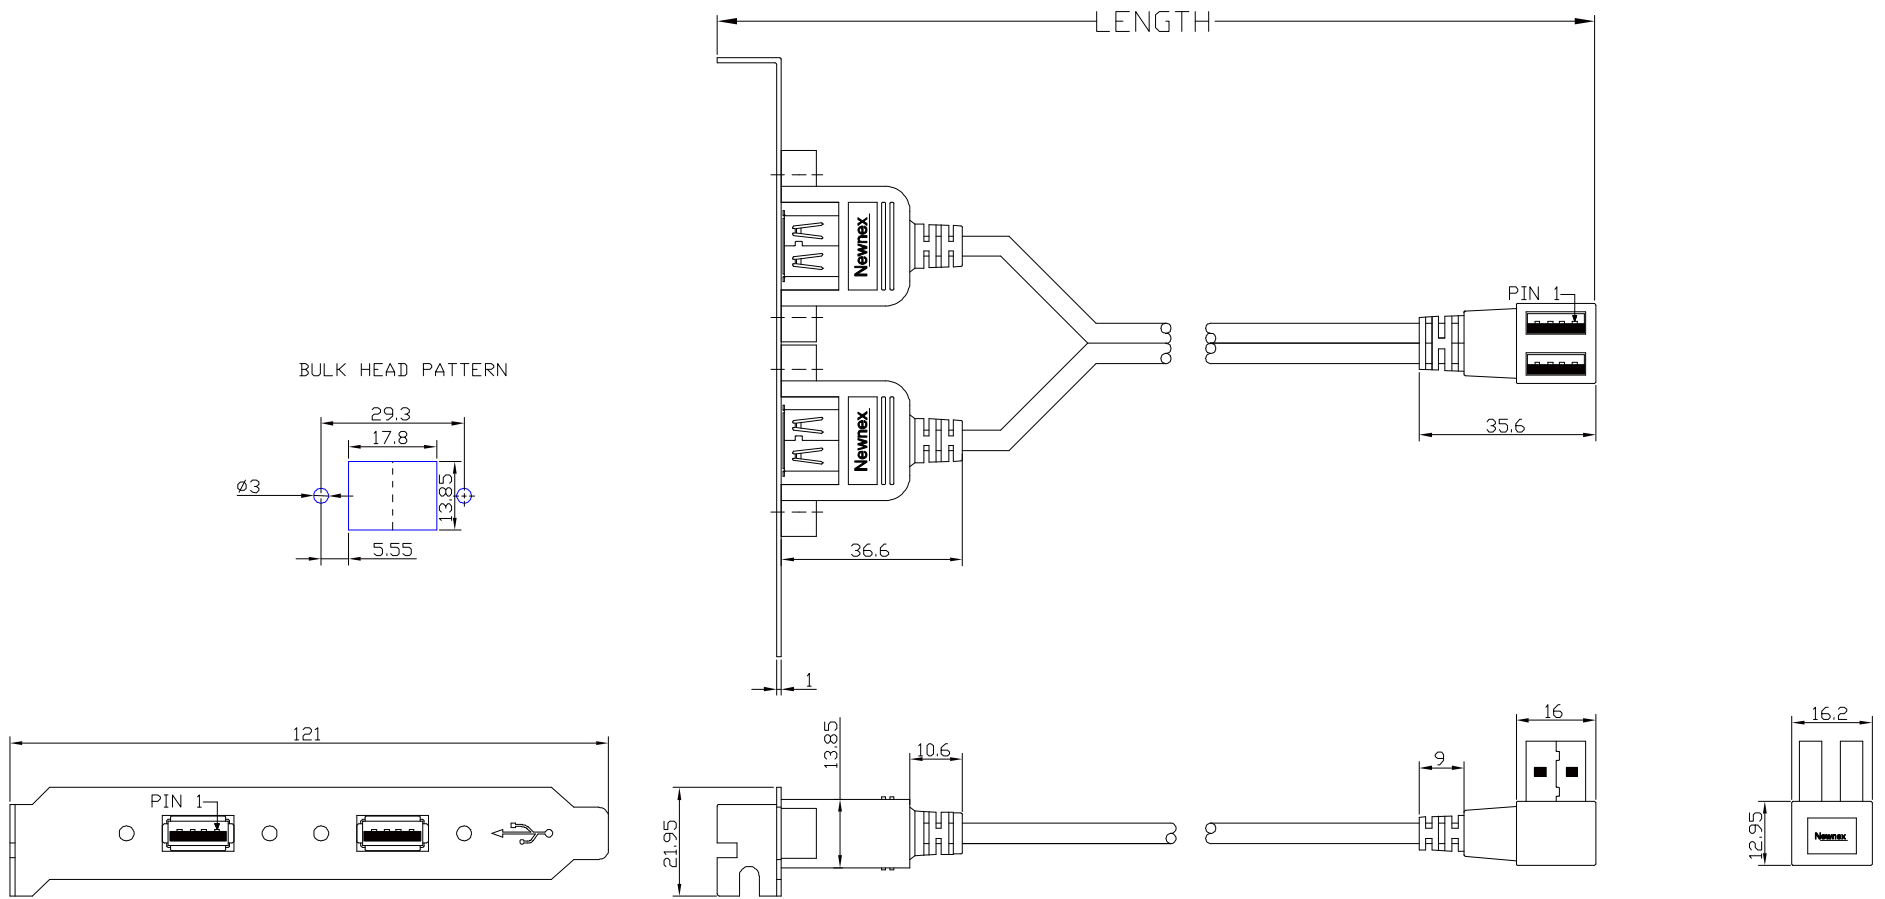 LENGTH
Newnex
PIN 1
BULK HEAD PATTERN
29.3
17.8
Ø3
13.85
5.55
Newnex
35.6
36.6
1
121
PIN 1
21.95
13.85
10.6
9
16
16.2
12.95
Newnex